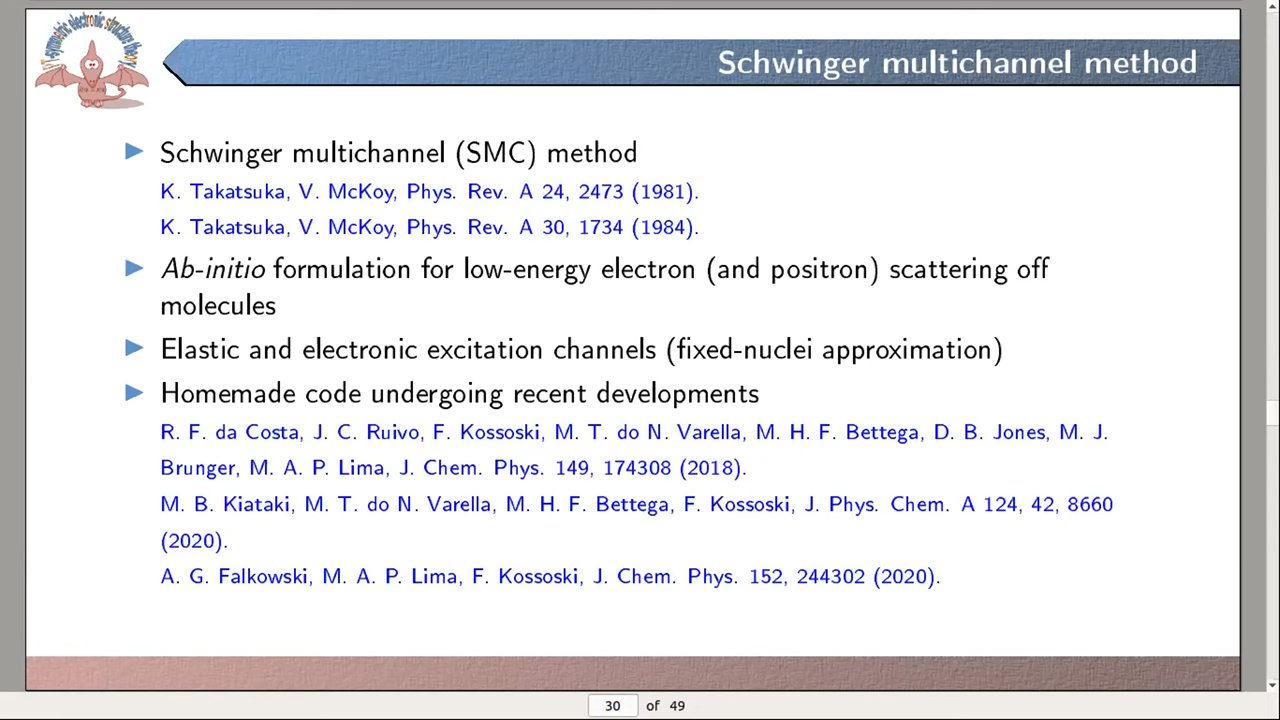 Schwinger multichannel method
Schwinger multichannel (SMC) method
K. Takatsuka, V. McKoy, Phys. Rev. A 24, 2473 (1981).
K. Takatsuka, V. McKoy, Phys. Rev. A 30, 1734 (1984).
Ab-initio formulation for low-energy electron (and positron) scattering off
molecules
Elastic and electronic excitation channels (fixed-nuclei approximation)
Homemade code undergoing recent developments
R. F. da Costa, J. C. Ruivo, F. Kossoski, M. T. do N. Varella, M. H. F. Bettega, D. B. Jones, M. J.
Brunger, M. A. P. Lima, J. Chem. Phys. 149, 174308 (2018).
M. B. Kiataki, M. T. do N. Varella, M. H. F. Bettega, F. Kossoski, J. Phys. Chem. A 124, 42, 8660
(2020).
A. G. Falkowski, M. A. P. Lima, F. Kossoski, J. Chem. Phys. 152, 244302 (2020).
30 of 49